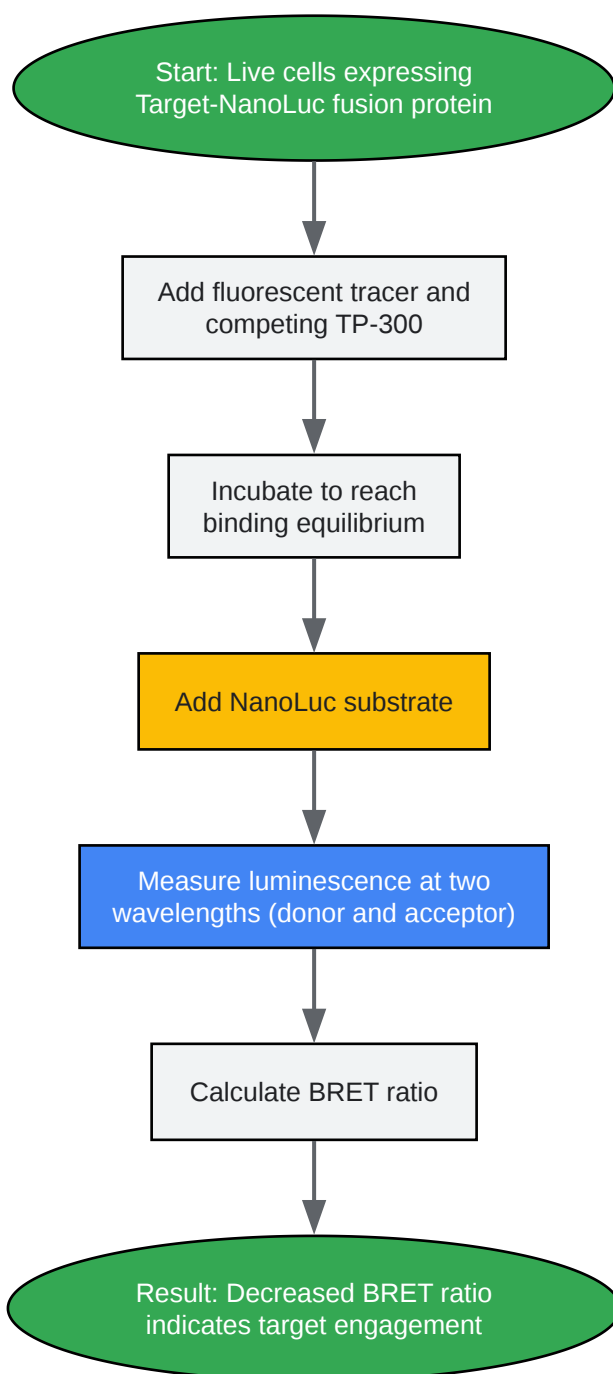 Start: Live cells expressing
Target-NanoLuc fusion protein
Add fluorescent tracer and
competing TP-300
Incubate to reach
binding equilibrium
Add NanoLuc substrate
Measure luminescence at two
wavelengths (donor and acceptor)
Calculate BRET ratio
Result: Decreased BRET ratio
indicates target engagement